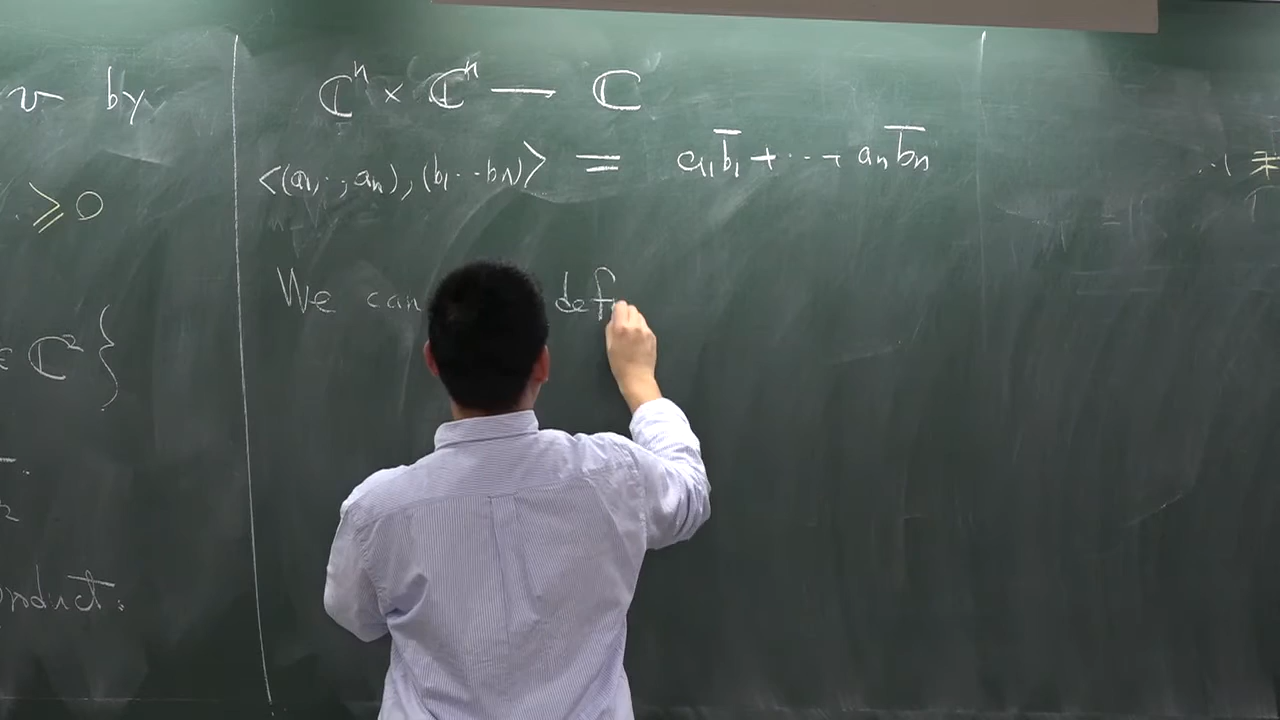 v by
≥ 0
ℂ² }
oduct.
ℂⁿ × ℂⁿ — ℂ
<(a₁, ··, aₙ), (b₁ ·· bₙ)> = a₁b̅₁ + ··· + aₙb̅ₙ
We can def